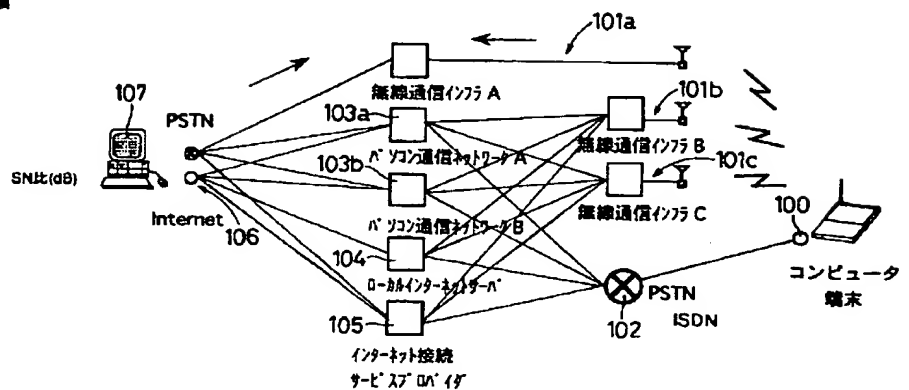 101a
107
PSTN
無線通信インフラ A
101b
103a
無線通信インフラ B
パソコン通信ネットワーク A
101c
103b
SN比(dB)
Internet
106
パソコン通信ネットワーク B
無線通信インフラ C
100
104
ローカルインターネットサーバ
コンピュータ
端末
PSTN
ISDN
102
105
インターネット接続
サービスプロバイダ